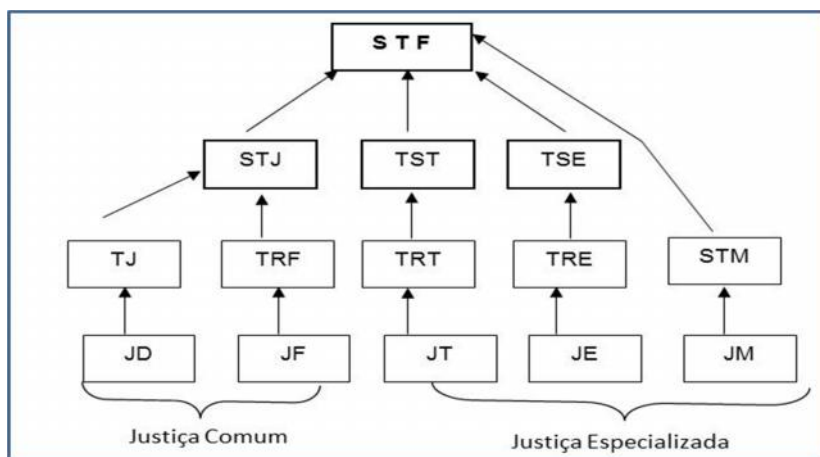 S T F
STJ TST TSE
TJ TRF TRT TRE STM
JD JF JT JE JM
Justiça Comum
Justiça Especializada